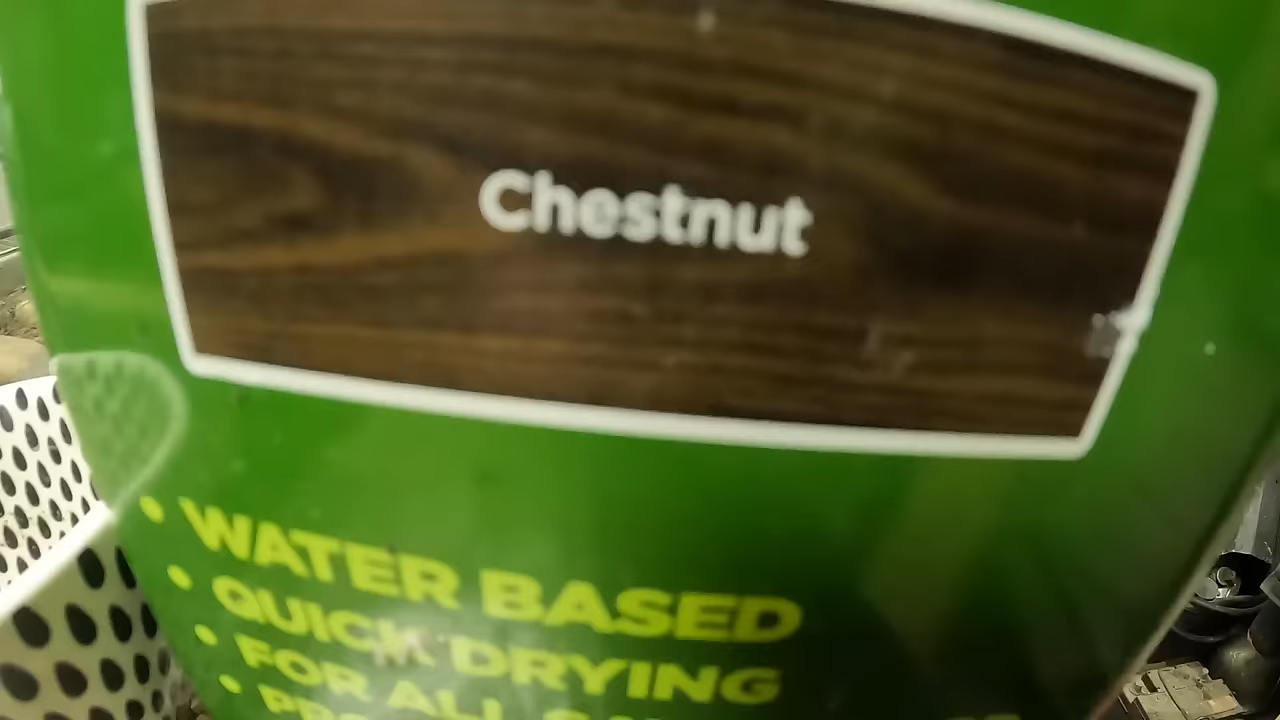 Chestnut
• WATER BASED
• QUICK DRYING
• FOR ALL